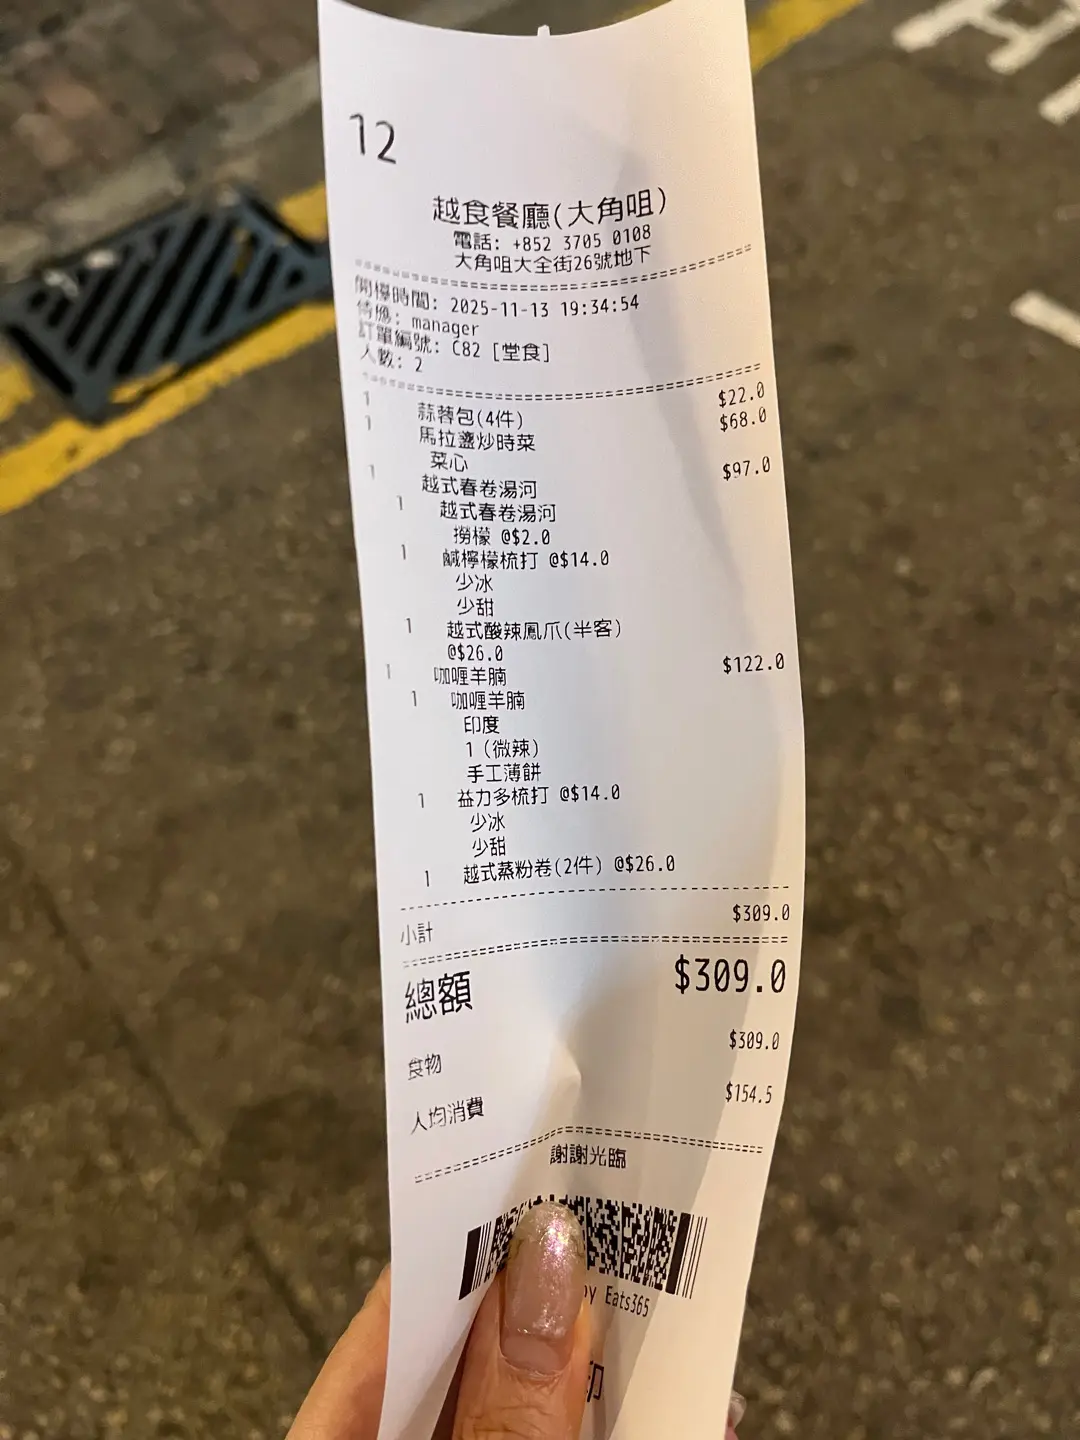 12
越食餐廳(大角咀)
電話: +852 3705 0108
大角咀大全街26號地下
開檯時間: 2025-11-13 19:34:54
侍應: manager
訂單編號: C82 [堂食]
人數: 2
1 蒜蓉包(4件) $22.0
1 馬拉盞炒時菜 $68.0
菜心
1 越式春卷湯河 $97.0
1 越式春卷湯河
撈檬 @$2.0
1 鹹檸檬梳打 @$14.0
少冰
少甜
1 越式酸辣鳳爪(半客)
@$26.0
1 咖喱羊腩 $122.0
1 咖喱羊腩
印度
1 (微辣)
手工薄餅
1 益力多梳打 @$14.0
少冰
少甜
1 越式蒸粉卷(2件) @$26.0
小計 $309.0
總額 $309.0
食物 $309.0
人均消費 $154.5
謝謝光臨
by Eats365
印